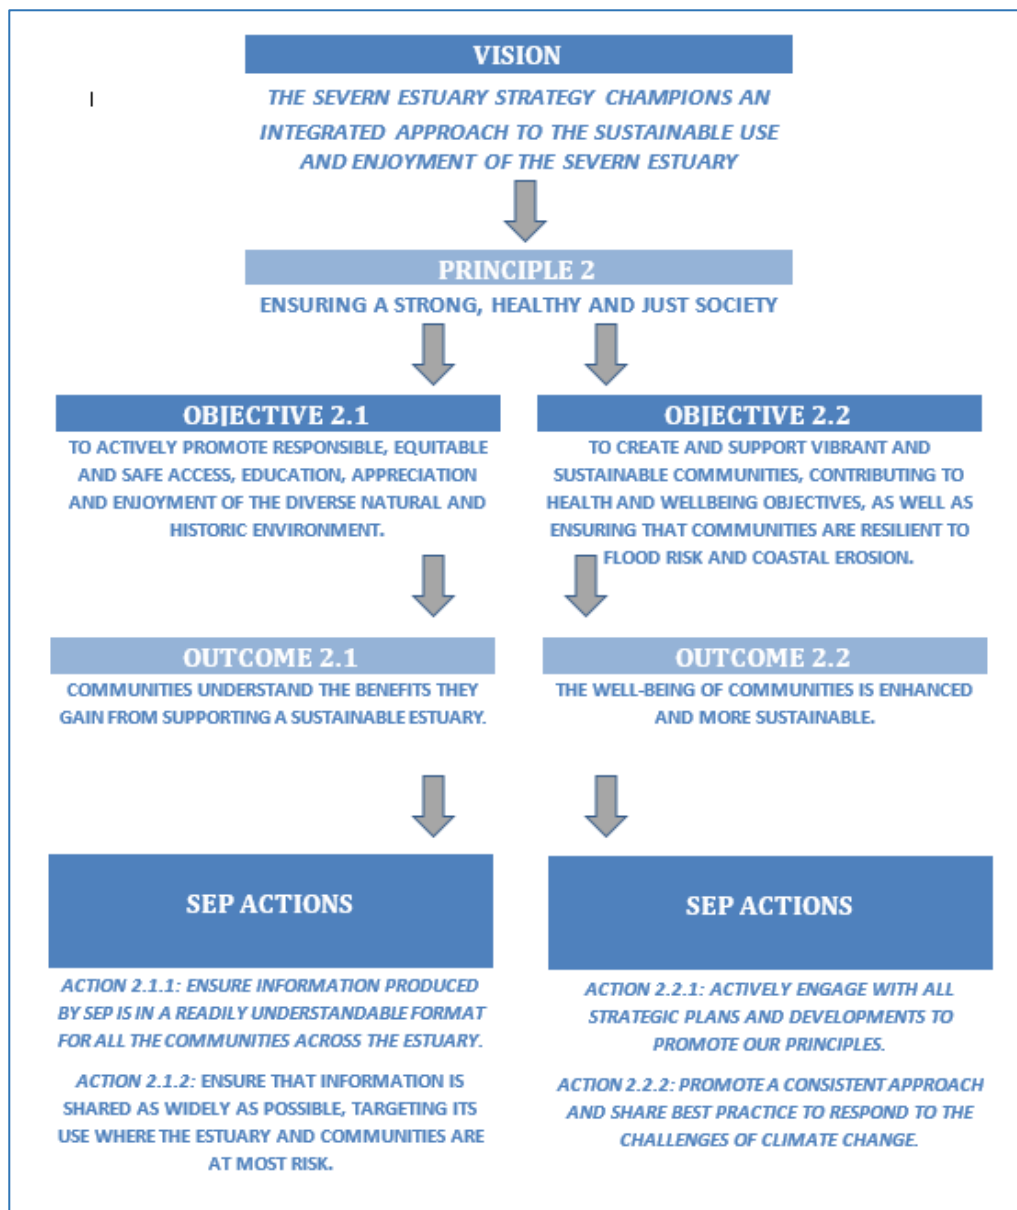 VISION
THE SEVERN ESTUARY STRATEGY CHAMPIONS AN
INTEGRATED APPROACH TO THE SUSTAINABLE USE
AND ENJOYMENT OF THE SEVERN ESTUARY
PRINCIPLE 2
ENSURING A STRONG, HEALTHY AND JUST SOCIETY
OBJECTIVE 2.1
TO ACTIVELY PROMOTE RESPONSIBLE, EQUITABLE
AND SAFE ACCESS, EDUCATION, APPRECIATION
AND ENJOYMENT OF THE DIVERSE NATURAL AND
HISTORIC ENVIRONMENT.
OBJECTIVE 2.2
TO CREATE AND SUPPORT VIBRANT AND
SUSTAINABLE COMMUNITIES, CONTRIBUTING TO
HEALTH AND WELLBEING OBJECTIVES, AS WELL AS
ENSURING THAT COMMUNITIES ARE RESILIENT TO
FLOOD RISK AND COASTAL EROSION.
OUTCOME 2.1
COMMUNITIES UNDERSTAND THE BENEFITS THEY
GAIN FROM SUPPORTING A SUSTAINABLE ESTUARY.
OUTCOME 2.2
THE WELL-BEING OF COMMUNITIES IS ENHANCED
AND MORE SUSTAINABLE.
SEP ACTIONS
ACTION 2.1.1: ENSURE INFORMATION PRODUCED
BY SEP IS IN A READILY UNDERSTANDABLE FORMAT
FOR ALL THE COMMUNITIES ACROSS THE ESTUARY.
ACTION 2.1.2: ENSURE THAT INFORMATION IS
SHARED AS WIDELY AS POSSIBLE, TARGETING ITS
USE WHERE THE ESTUARY AND COMMUNITIES ARE
AT MOST RISK.
SEP ACTIONS
ACTION 2.2.1: ACTIVELY ENGAGE WITH ALL
STRATEGIC PLANS AND DEVELOPMENTS TO
PROMOTE OUR PRINCIPLES.
ACTION 2.2.2: PROMOTE A CONSISTENT APPROACH
AND SHARE BEST PRACTICE TO RESPOND TO THE
CHALLENGES OF CLIMATE CHANGE.